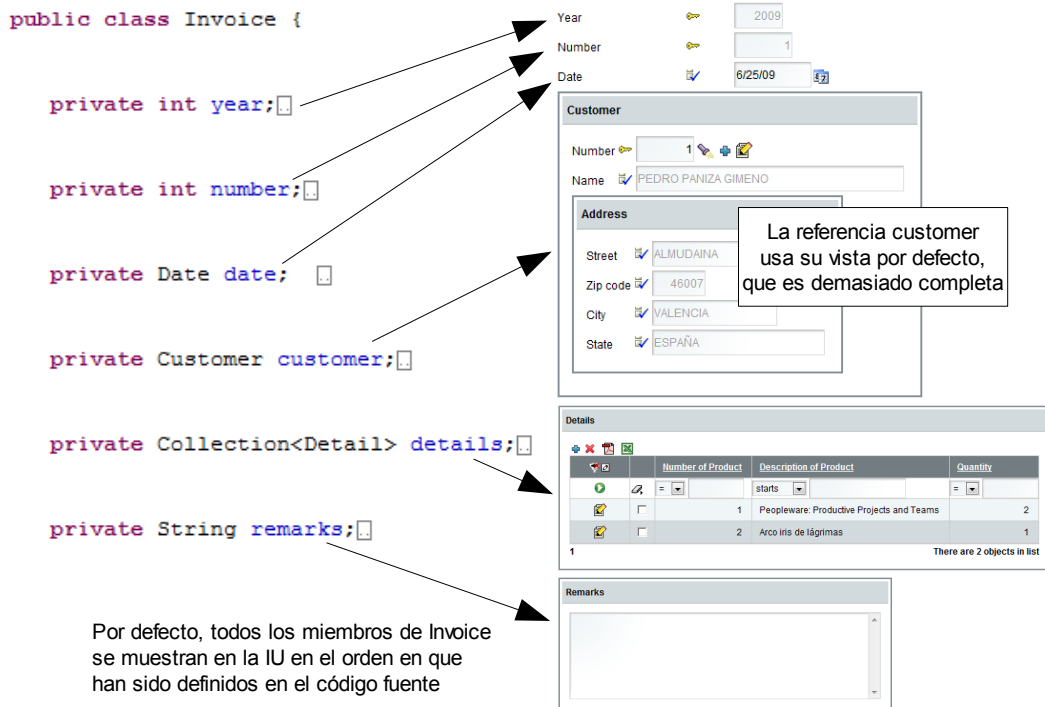 public class Invoice {
private int year;
private int number;
private Date date;
private Customer customer;
private Collection<Detail> details;
private String remarks;
Por defecto, todos los miembros de Invoice
se muestran en la IU en el orden en que
han sido definidos en el código fuente
Year 2009
Number 1
Date 6/25/09
Customer
Number 1
Name PEDRO PANIZA GIMENO
Address
Street ALMUDAINA
Zip code 46007
City VALENCIA
State ESPAÑA
La referencia customer
usa su vista por defecto,
que es demasiado completa
Details
Number of Product Description of Product Quantity
= starts =
1 Peopleware: Productive Projects and Teams 2
2 Arco iris de lágrimas 1
1 There are 2 objects in list
Remarks